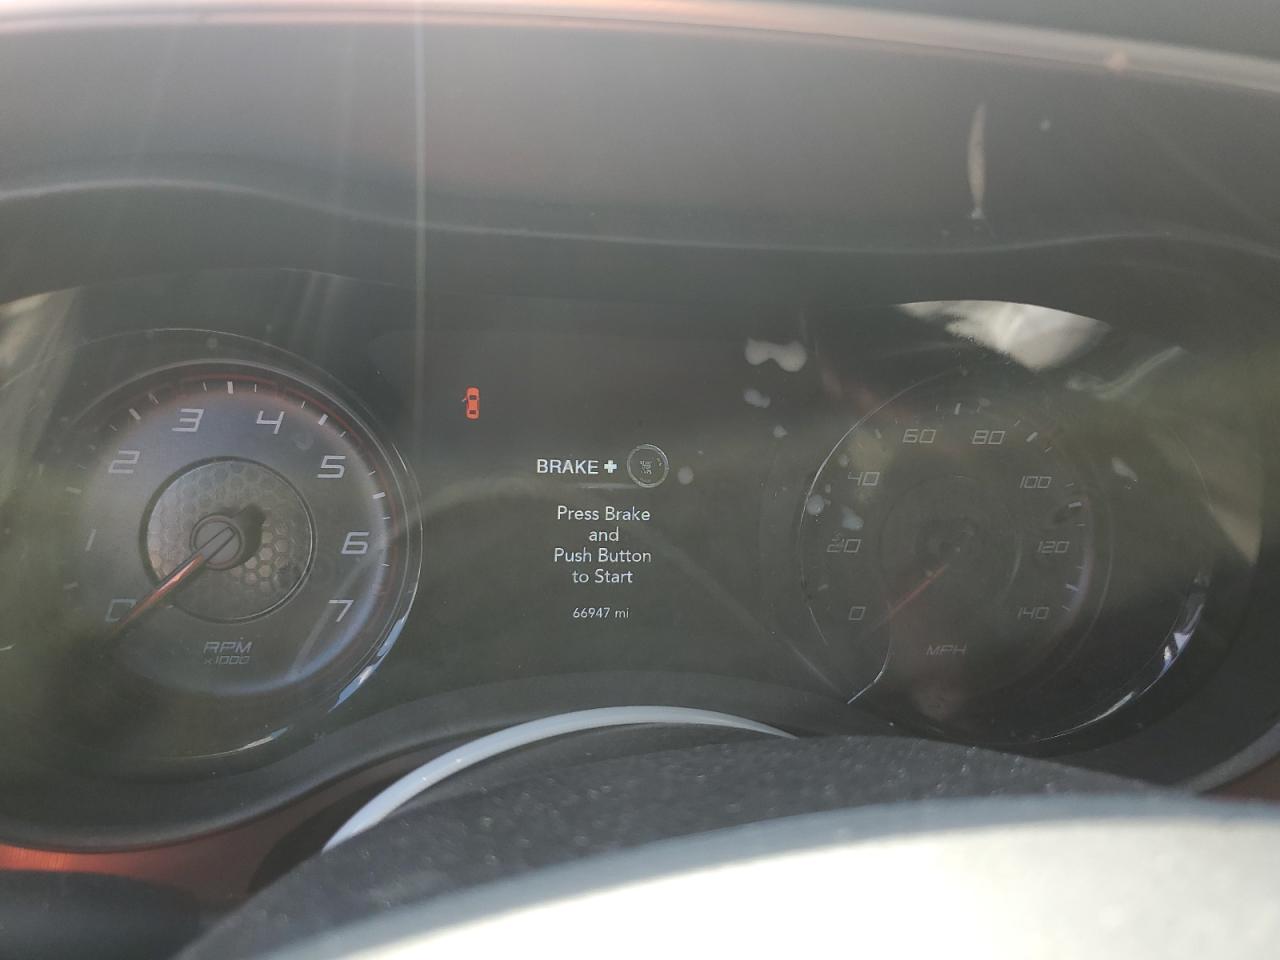 3 4
2 5
1 6
0 7
RPM
x1000
BRAKE +
Press Brake
and
Push Button
to Start
66947 mi
60 80
40 100
20 120
0 140
MPH